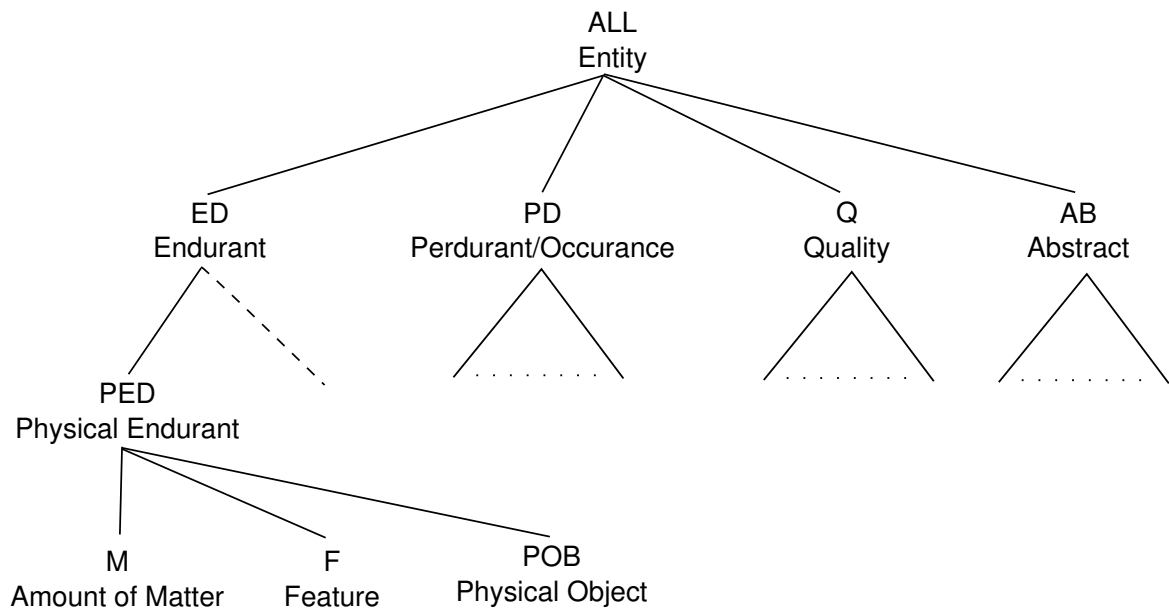 ALL
Entity
ED
Endurant
PD
Perdurant/Occurance
Q
Quality
AB
Abstract
PED
Physical Endurant
M
Amount of Matter
F
Feature
POB
Physical Object